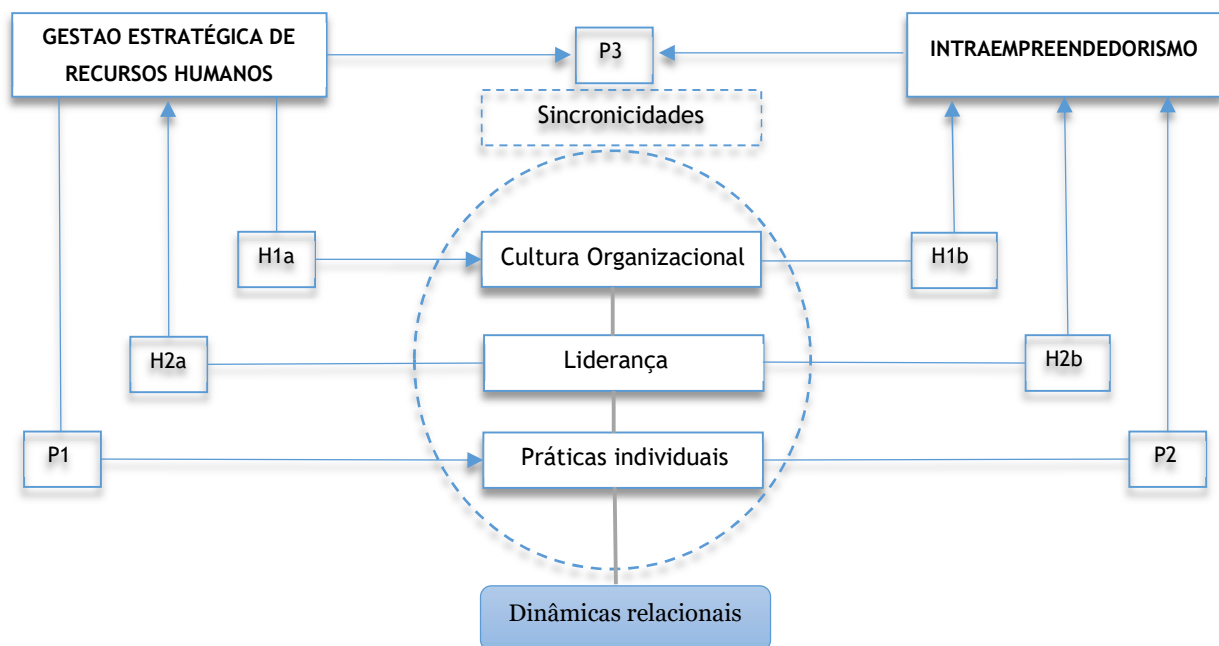 GESTAO ESTRATÉGICA DE
RECURSOS HUMANOS
P3
INTRAEMPREENDEDORISMO
Sincronicidades
H1a
Cultura Organizacional
H1b
H2a
Liderança
H2b
P1
Práticas individuais
P2
Dinâmicas relacionais